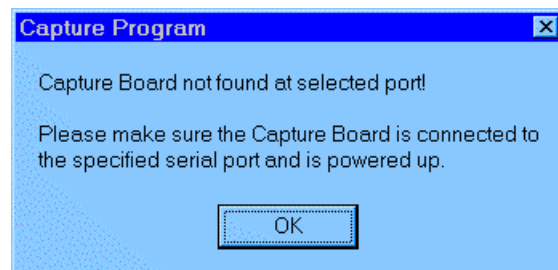 Capture Program
Capture Board not found at selected port!
Please make sure the Capture Board is connected to
the specified serial port and is powered up.
OK